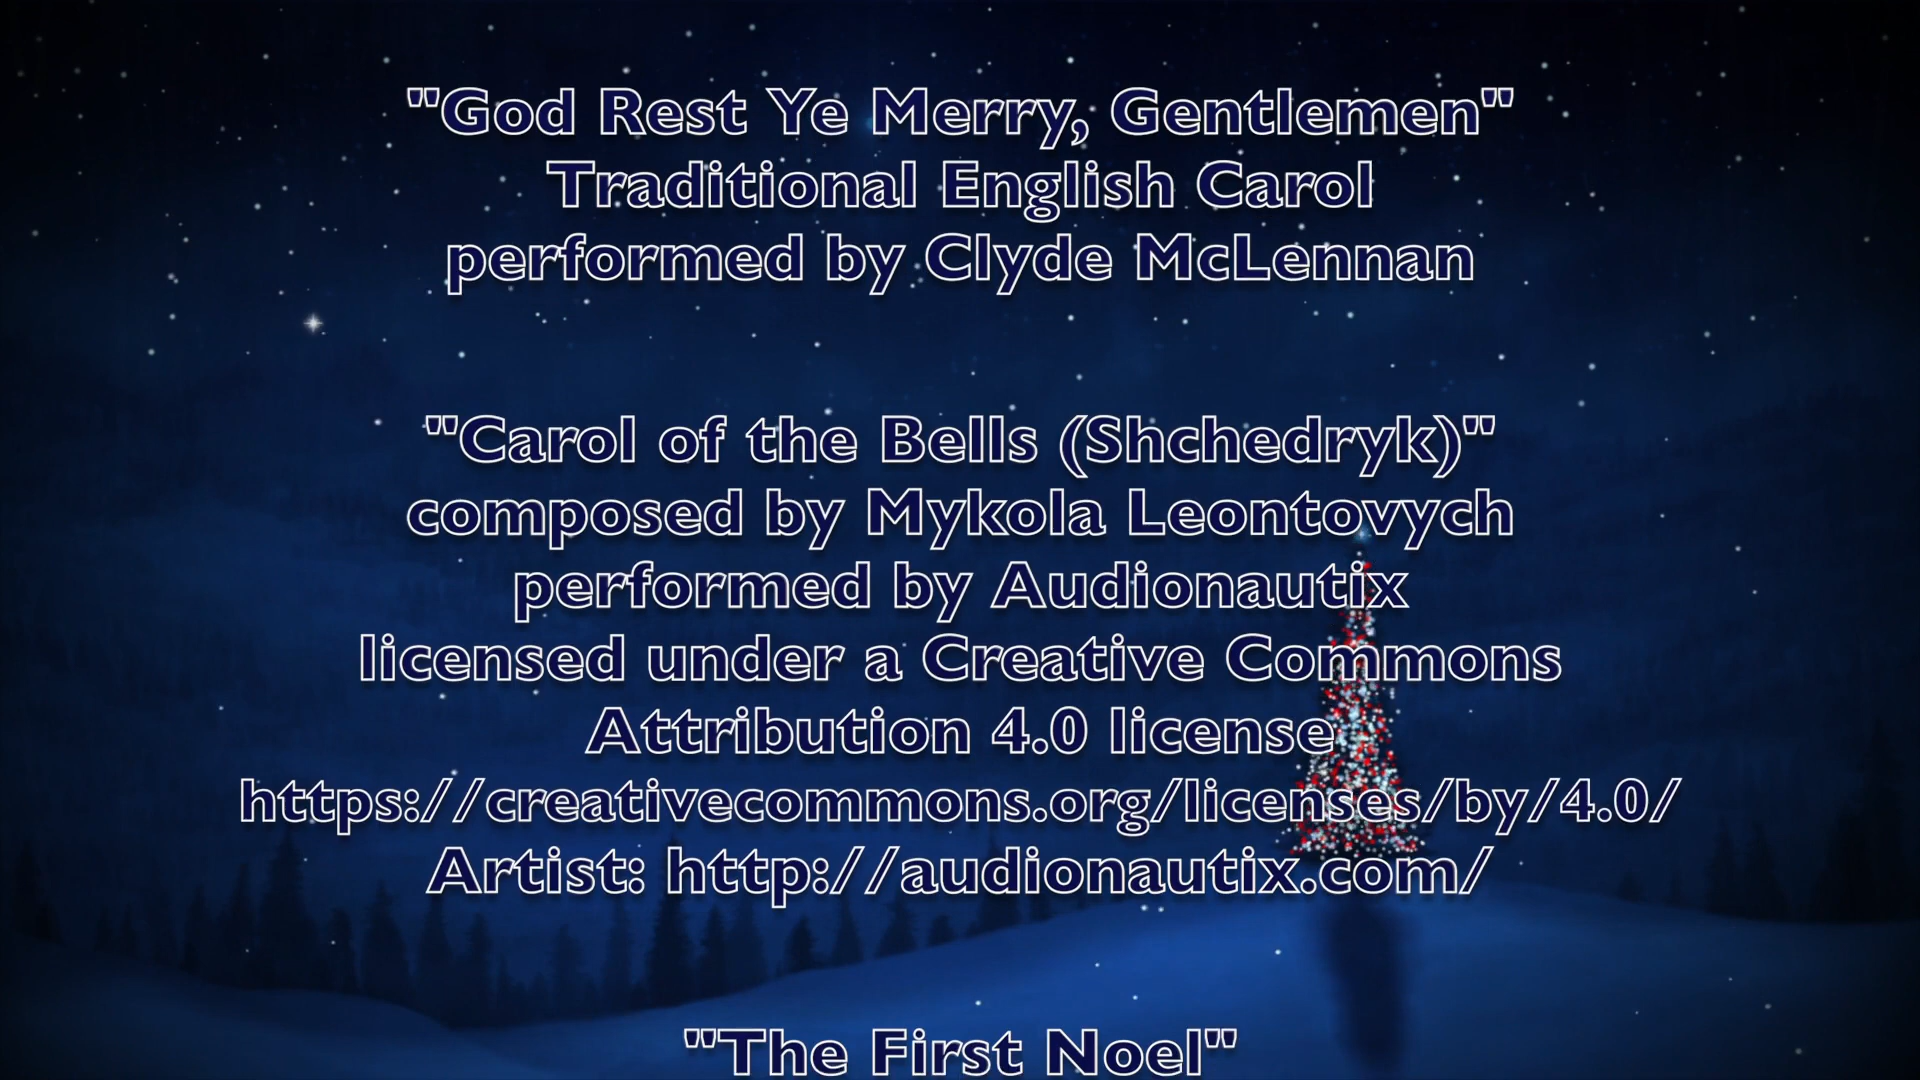 "God Rest Ye Merry, Gentlemen"
Traditional English Carol
performed by Clyde McLennan
"Carol of the Bells (Shchedryk)"
composed by Mykola Leontovych
performed by Audionautix
licensed under a Creative Commons
Attribution 4.0 license
https://creativecommons.org/licenses/by/4.0/
Artist: http://audionautix.com/
"The First Noel"